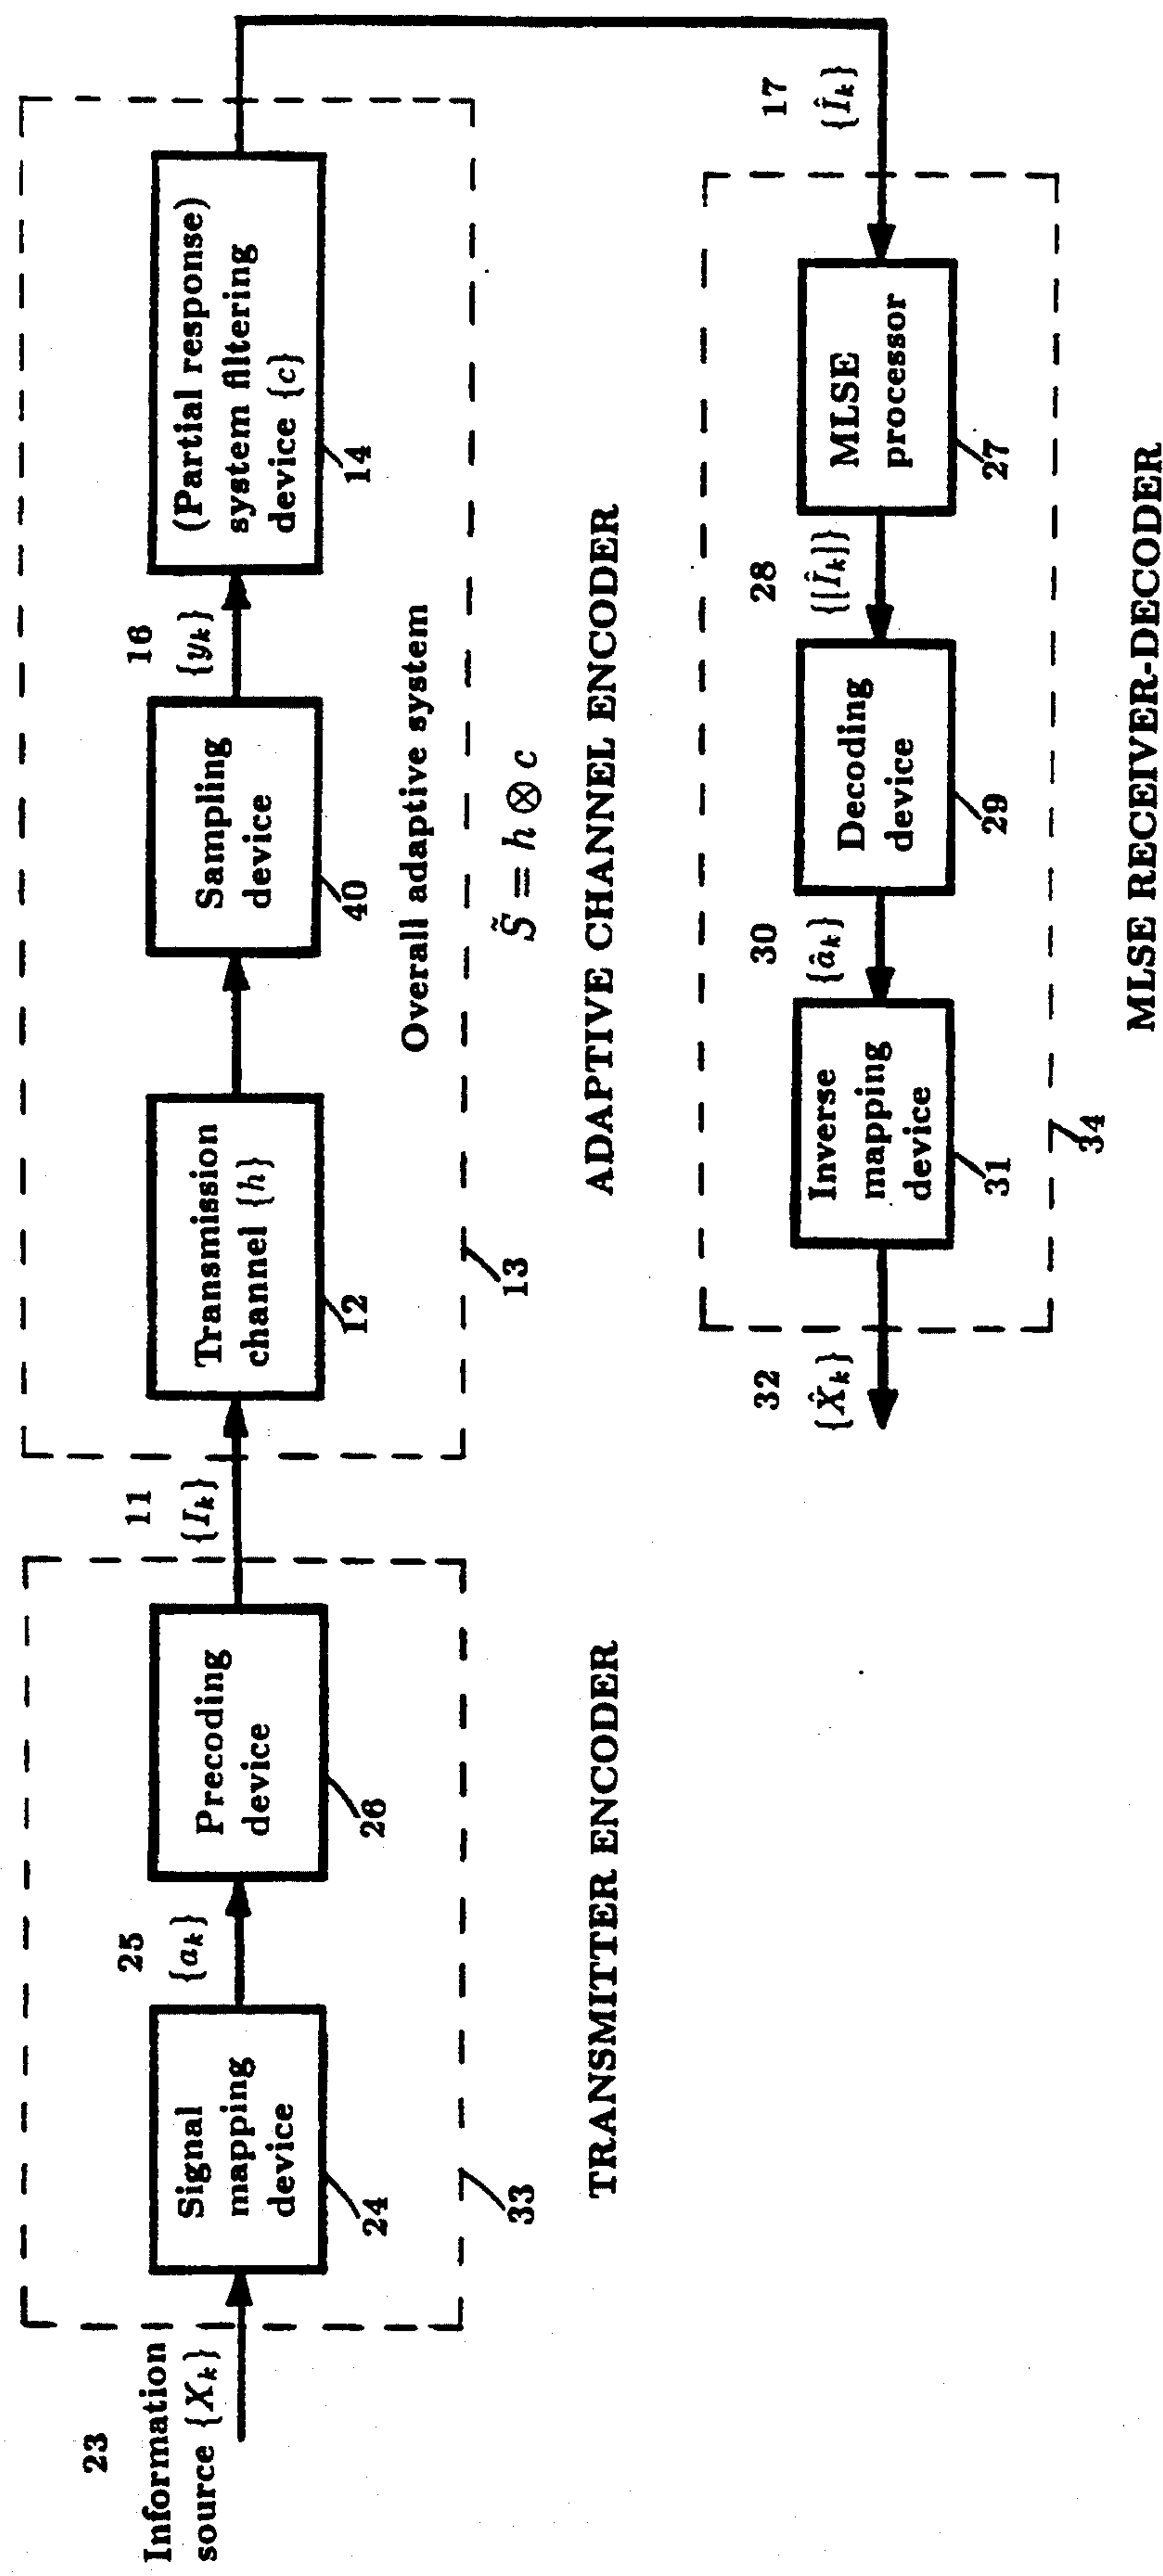 23
Information
source {X_k}
Signal
mapping
device
24
25
{a_k}
Precoding
device
26
33
TRANSMITTER ENCODER
11
{I_k}
Transmission
channel {h}
12
Sampling
device
40
16
{y_k}
(Partial response)
system filtering
device {c}
14
Overall adaptive system
13
S̃ = h ⊗ c
ADAPTIVE CHANNEL ENCODER
17
{Ĩ_k}
MLSE
processor
27
28
{[Ĩ_k]}
Decoding
device
29
30
{â_k}
Inverse
mapping
device
31
32
{X̂_k}
34
MLSE RECEIVER-DECODER